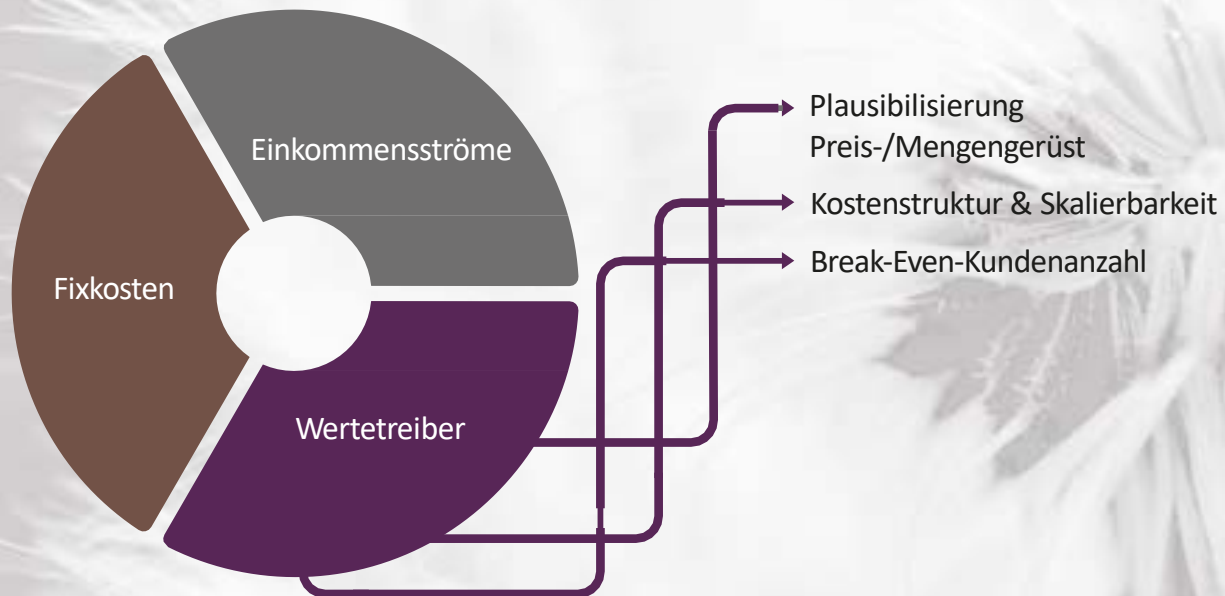 Einkommensströme
Fixkosten
Wertetreiber
Plausibilisierung
Preis-/Mengengerüst
Kostenstruktur & Skalierbarkeit
Break-Even-Kundenanzahl